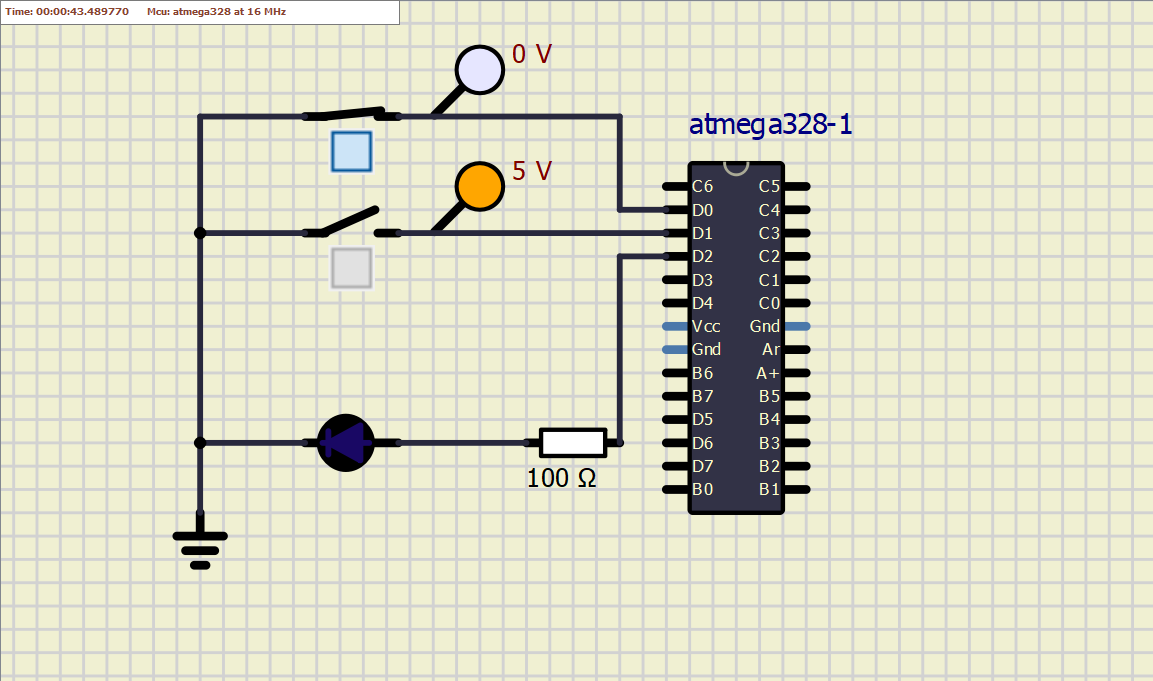 Time: 00:00:43.489770 Mcu: atmega328 at 16 MHz
0 V
5 V
atmega328-1
C6 C5
D0 C4
D1 C3
D2 C2
D3 C1
D4 C0
Vcc Gnd
Gnd Ar
B6 A+
B7 B5
D5 B4
D6 B3
D7 B2
B0 B1
100 Ω